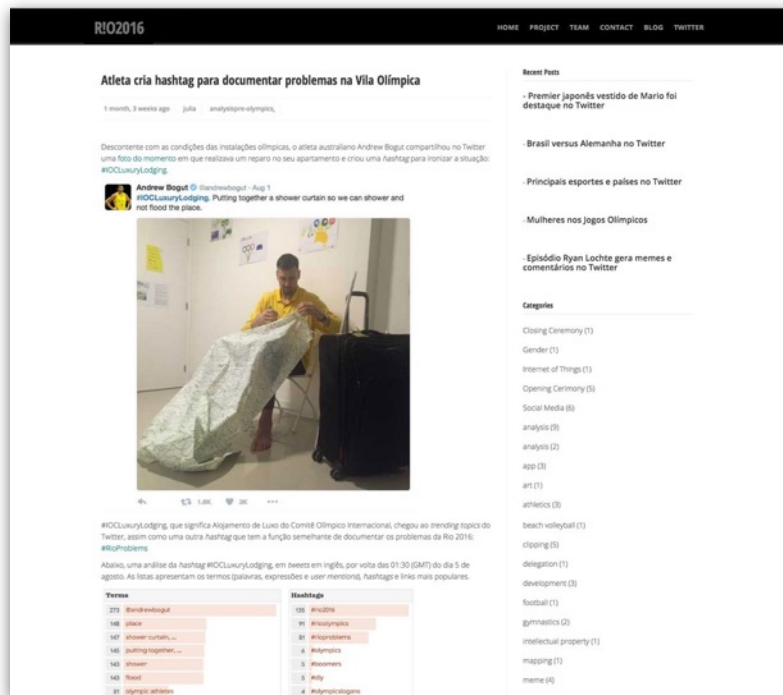 R!O2016
HOME PROJECT TEAM CONTACT BLOG TWITTER
Atleta cria hashtag para documentar problemas na Vila Olímpica
1 month, 3 weeks ago julia analysispre-olympics,
Descontente com as condições das instalações olímpicas, o atleta australiano Andrew Bogut compartilhou no Twitter
uma foto do momento em que realizava um reparo no seu apartamento e criou uma hashtag para ironizar a situação:
#IOCLuxuryLodging.
Andrew Bogut @andrewbogut - Aug 1
#IOCLuxuryLodging. Putting together a shower curtain so we can shower and
not flood the place.
1.8K 3K
#IOCLuxuryLodging, que significa Alojamento de Luxo do Comitê Olímpico Internacional, chegou ao trending topics do
Twitter, assim como uma outra hashtag que tem a função semelhante de documentar os problemas da Rio 2016:
#RioProblems
Abaixo, uma análise da hashtag #IOCLuxuryLodging, em tweets em inglês, por volta das 01:30 (GMT) do dia 5 de
agosto. As listas apresentam os termos (palavras, expressões e user mentions), hashtags e links mais populares.
Terms
273 @andrewbogut
148 place
147 shower curtain, ...
145 putting together, ...
143 shower
143 flood
31 olympic athletes
Hashtags
135 #rio2016
91 #rioolympics
81 #rioproblems
6 #olympics
5 #boomers
5 #diy
4 #olympicslogans
Recent Posts
- Premier japonês vestido de Mario foi
destaque no Twitter
- Brasil versus Alemanha no Twitter
- Principais esportes e países no Twitter
- Mulheres nos Jogos Olímpicos
- Episódio Ryan Lochte gera memes e
comentários no Twitter
Categories
Closing Ceremony (1)
Gender (1)
Internet of Things (1)
Opening Cerimony (5)
Social Media (6)
analysis (9)
analysis (2)
app (3)
art (1)
athletics (3)
beach volleyball (1)
clipping (5)
delegation (1)
development (3)
football (1)
gymnastics (2)
intellectual property (1)
mapping (1)
meme (4)